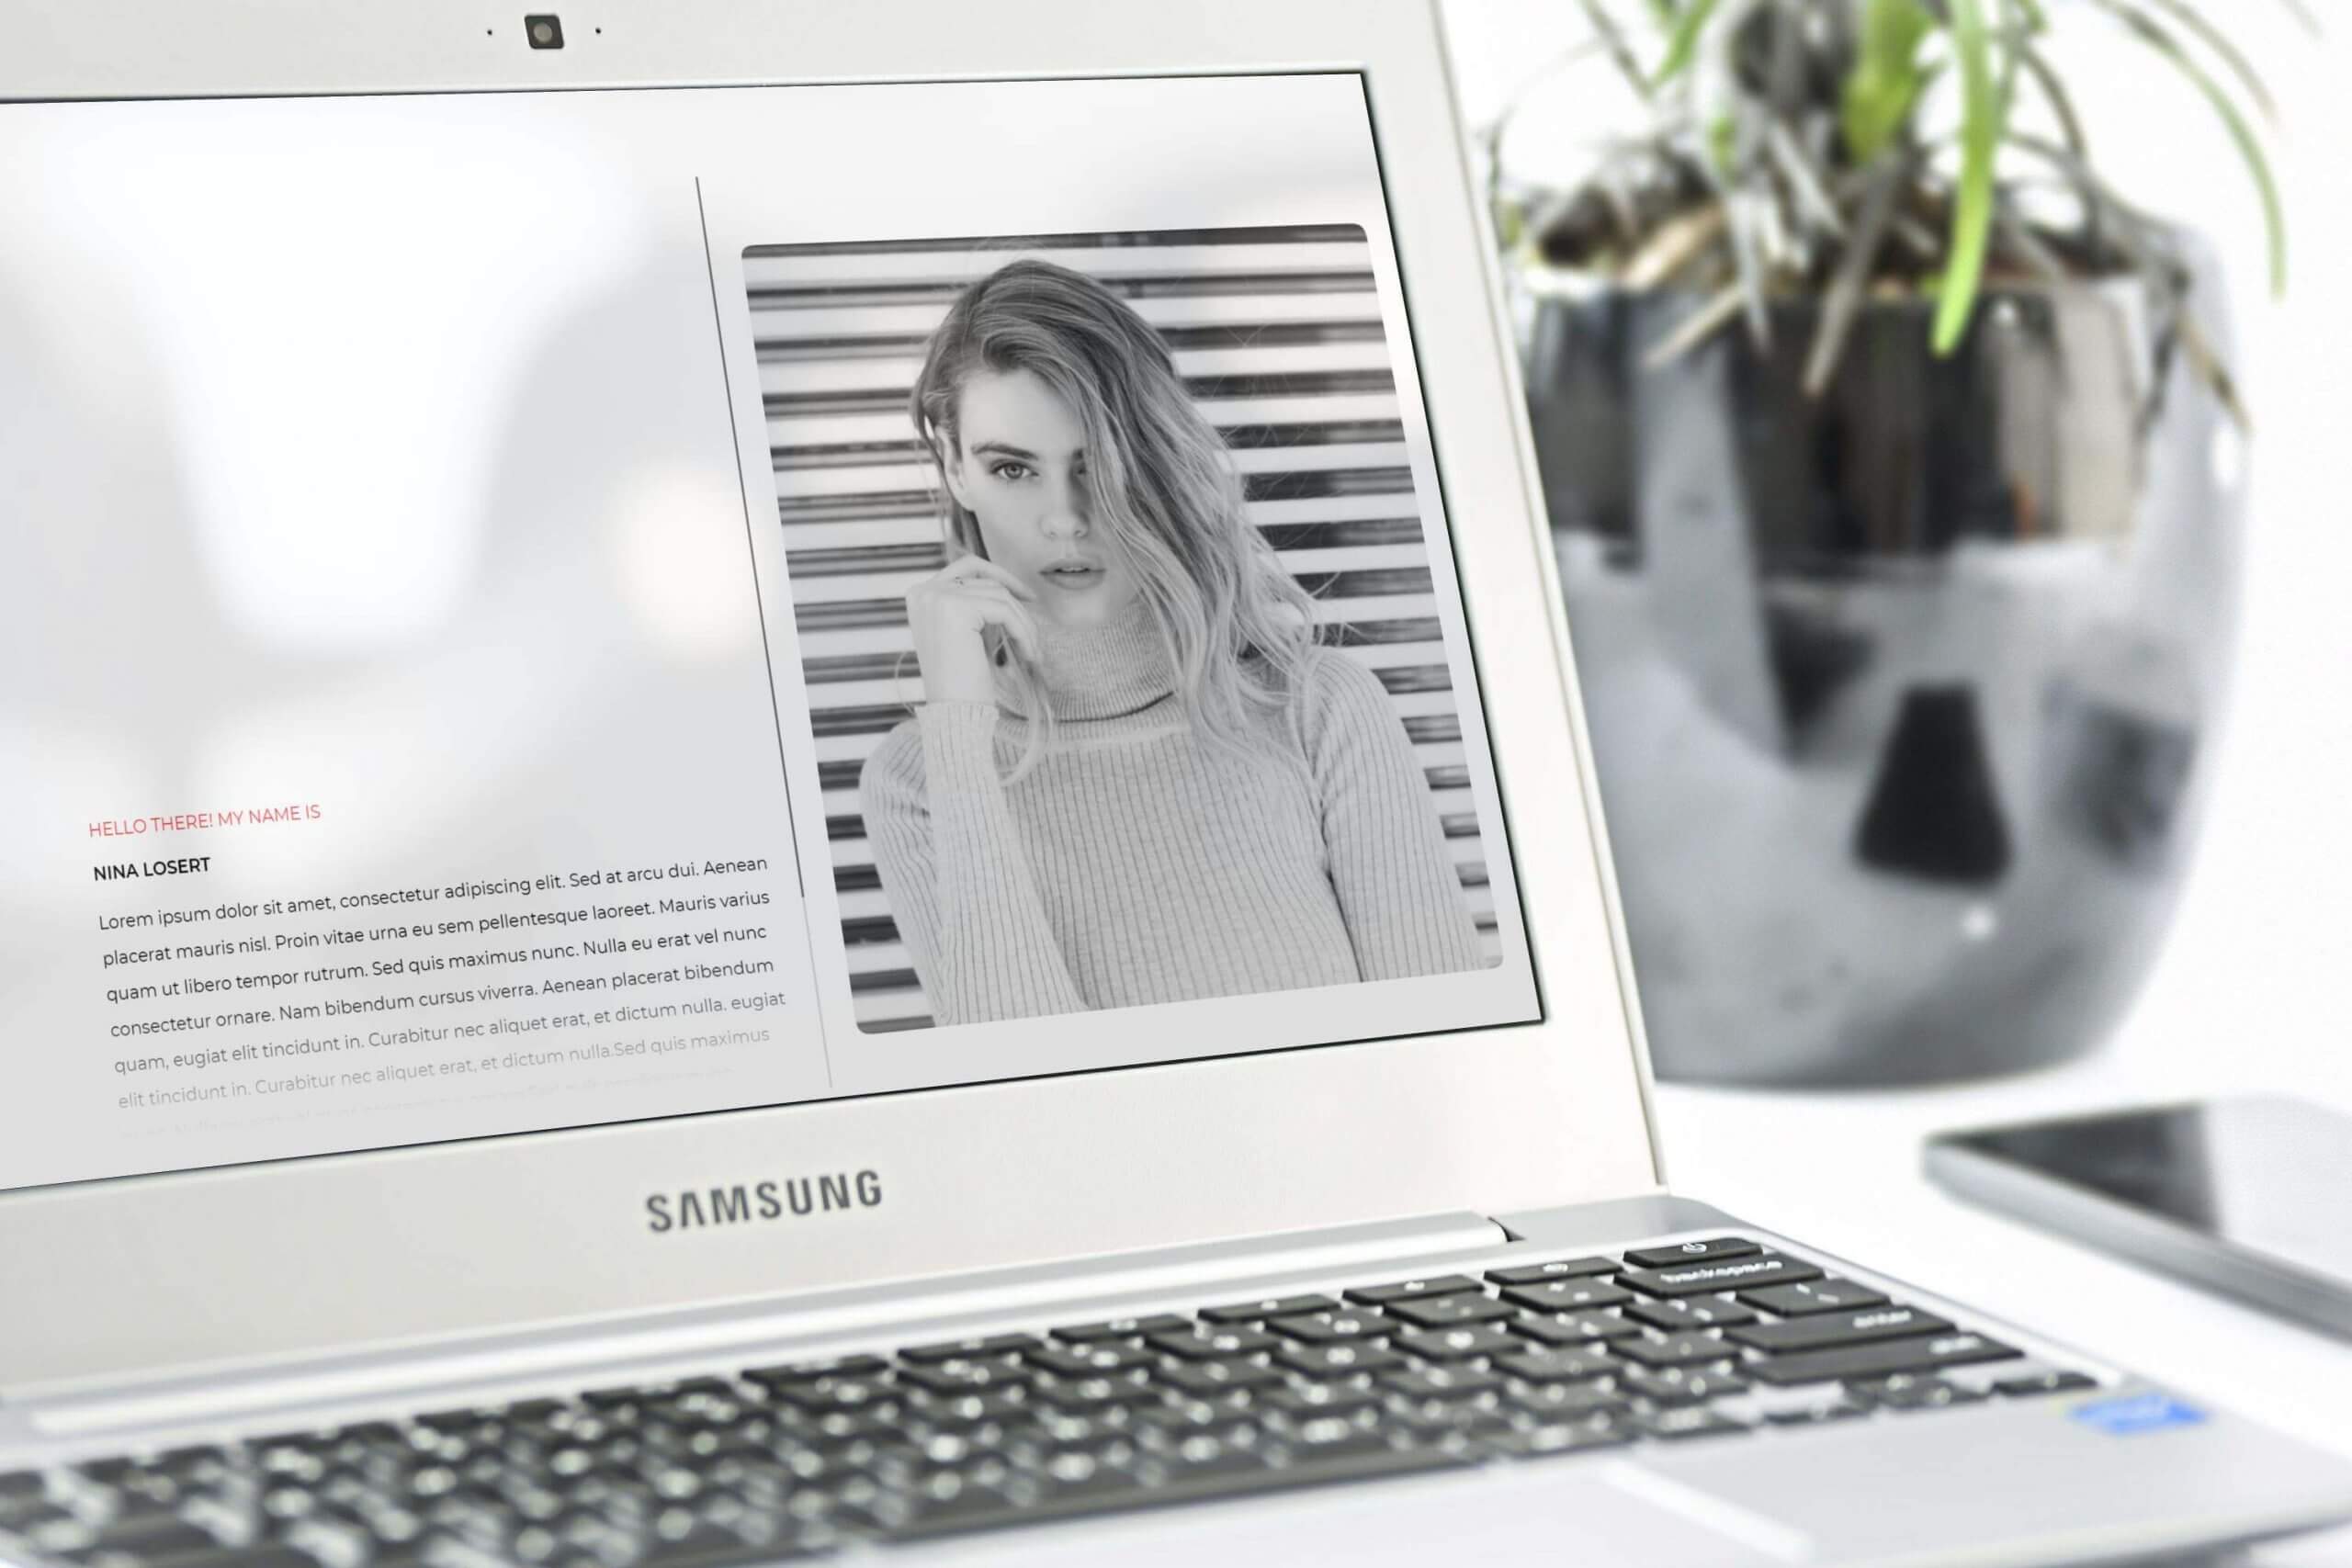 HELLO THERE! MY NAME IS
NINA LOSERT
Lorem ipsum dolor sit amet, consectetur adipiscing elit. Sed at arcu dui. Aenean
placerat mauris nisl. Proin vitae urna eu sem pellentesque laoreet. Mauris varius
quam ut libero tempor rutrum. Sed quis maximus nunc. Nulla eu erat vel nunc
consectetur ornare. Nam bibendum cursus viverra. Aenean placerat bibendum
quam, eugiat elit tincidunt in. Curabitur nec aliquet erat, et dictum nulla. eugiat
elit tincidunt in. Curabitur nec aliquet erat, et dictum nulla.Sed quis maximus
SAMSUNG
backspace
enter